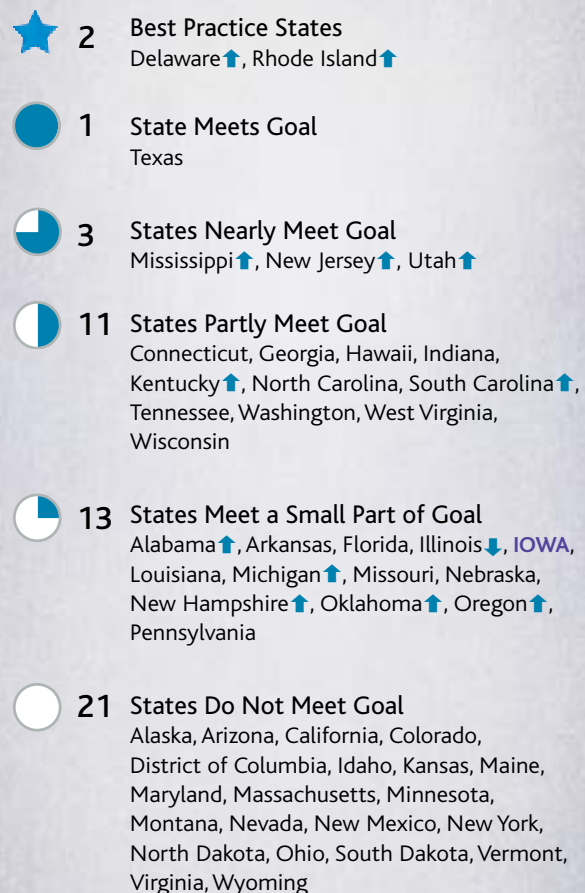 2 Best Practice States
Delaware⬆, Rhode Island⬆
1 State Meets Goal
Texas
3 States Nearly Meet Goal
Mississippi⬆, New Jersey⬆, Utah⬆
11 States Partly Meet Goal
Connecticut, Georgia, Hawaii, Indiana,
Kentucky⬆, North Carolina, South Carolina⬆,
Tennessee, Washington, West Virginia,
Wisconsin
13 States Meet a Small Part of Goal
Alabama⬆, Arkansas, Florida, Illinois⬇, IOWA,
Louisiana, Michigan⬆, Missouri, Nebraska,
New Hampshire⬆, Oklahoma⬆, Oregon⬆,
Pennsylvania
21 States Do Not Meet Goal
Alaska, Arizona, California, Colorado,
District of Columbia, Idaho, Kansas, Maine,
Maryland, Massachusetts, Minnesota,
Montana, Nevada, New Mexico, New York,
North Dakota, Ohio, South Dakota, Vermont,
Virginia, Wyoming